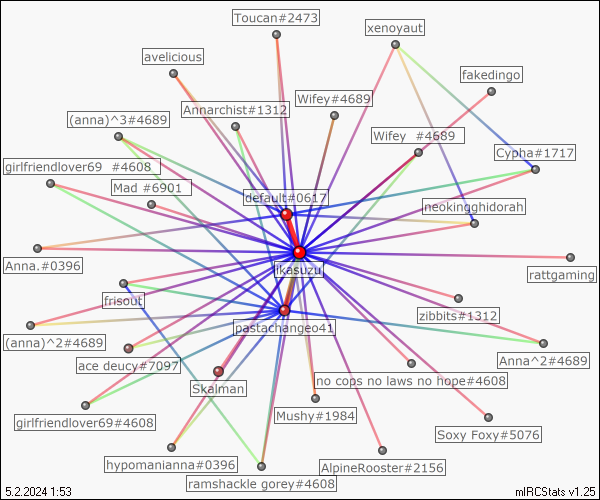 Toucan#2473
xenoyaut
avelicious
fakedingo
Wifey#4689
Annarchist#1312
(anna)^3#4689
Wifey  #4689
Cypha#1717
girlfriendlover69  #4608
Mad #6901
default#0617
neokingghidorah
Anna.#0396
likasuzu
rattgaming
frisout
zibbits#1312
pastachangeo41
(anna)^2#4689
Anna^2#4689
ace deucy#7097
no cops no laws no hope#4608
Skaiman
Mushy#1984
girlfriendlover69#4608
Soxy Foxy#5076
hypomanianna#0396
AlpineRooster#2156
ramshackle gorey#4608
5.2.2024 1:53
mIRCStats v1.25